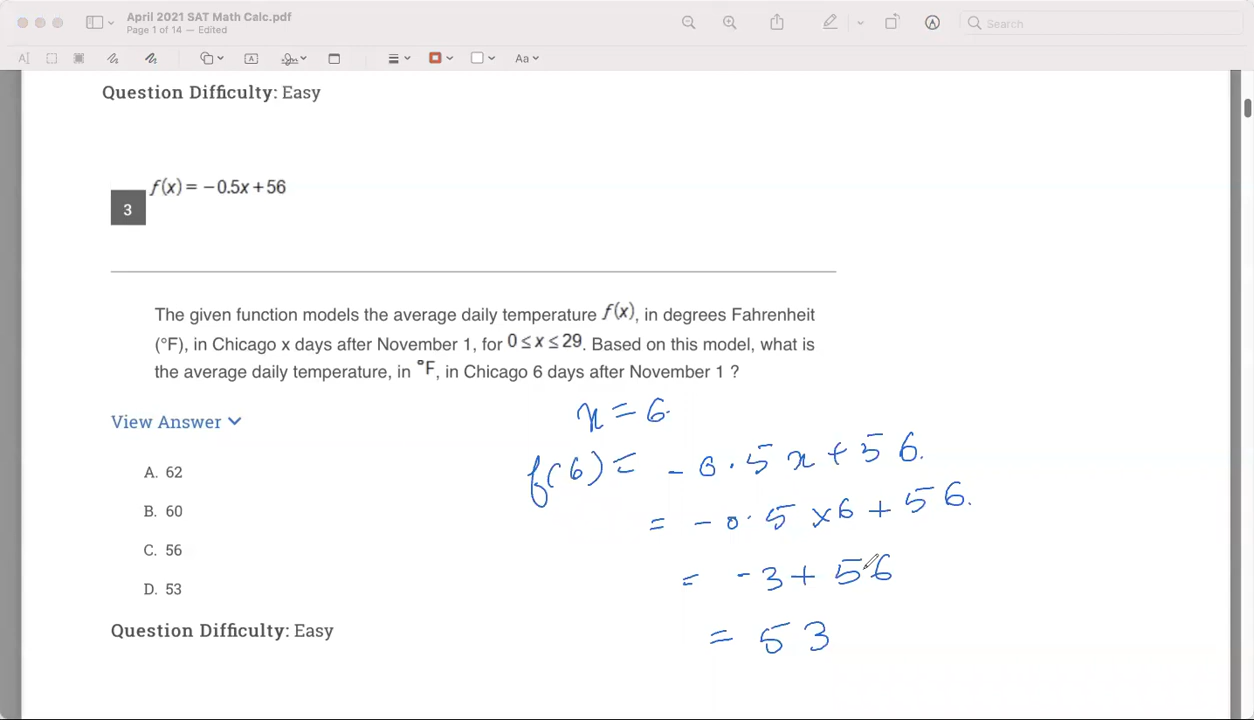 April 2021 SAT Math Calc.pdf
Page 1 of 14 — Edited
Search
Aa
Question Difficulty: Easy
f(x) = −0.5x + 56
3
The given function models the average daily temperature f(x), in degrees Fahrenheit
(°F), in Chicago x days after November 1, for 0 ≤ x ≤ 29. Based on this model, what is
the average daily temperature, in °F, in Chicago 6 days after November 1 ?
x = 6.
View Answer
f(6) = -0.5x + 56.
A. 62
= -0.5 x6 + 56.
B. 60
C. 56
= -3 + 56
D. 53
Question Difficulty: Easy
= 53